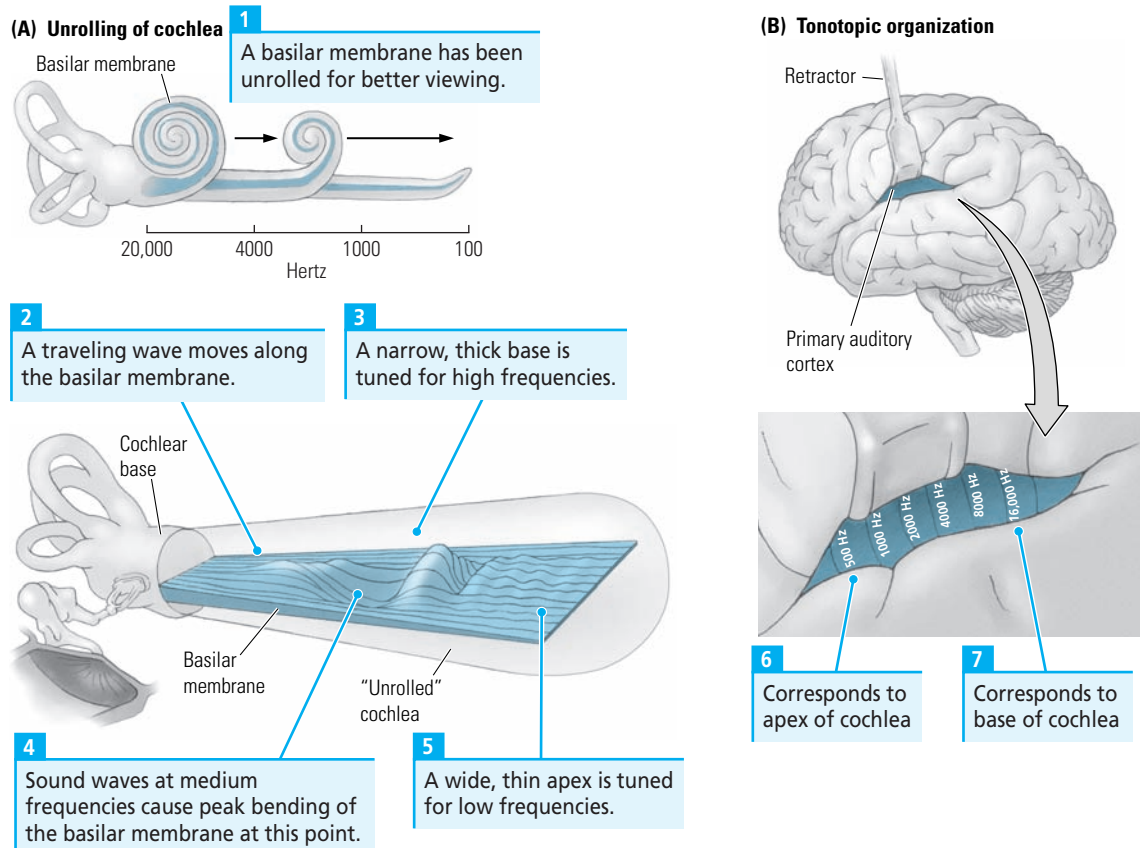 (A) Unrolling of cochlea
1
A basilar membrane has been
unrolled for better viewing.
Basilar membrane
20,000 4000 1000 100
Hertz
2
A traveling wave moves along
the basilar membrane.
3
A narrow, thick base is
tuned for high frequencies.
Cochlear
base
Basilar
membrane
“Unrolled”
cochlea
4
Sound waves at medium
frequencies cause peak bending of
the basilar membrane at this point.
5
A wide, thin apex is tuned
for low frequencies.
(B) Tonotopic organization
Retractor
Primary auditory
cortex
500 Hz
1000 Hz
2000 Hz
4000 Hz
8000 Hz
16,000 Hz
6
Corresponds to
apex of cochlea
7
Corresponds to
base of cochlea